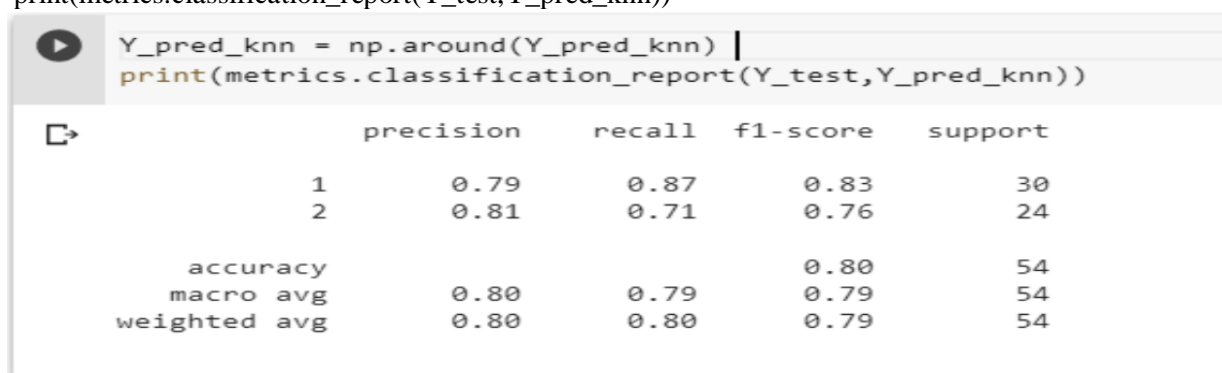 print(metrics.classification_report(Y_test,Y_pred_knn))
Y_pred_knn = np.around(Y_pred_knn)
print(metrics.classification_report(Y_test,Y_pred_knn))
precision recall f1-score support
1 0.79 0.87 0.83 30
2 0.81 0.71 0.76 24
accuracy 0.80 54
macro avg 0.80 0.79 0.79 54
weighted avg 0.80 0.80 0.79 54